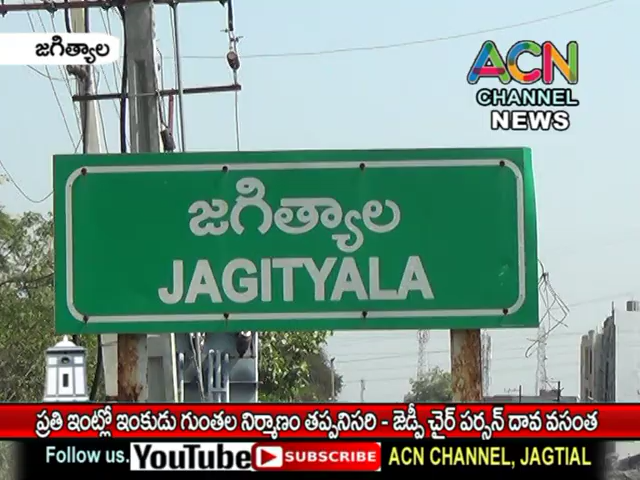 జగిత్యాల
ACN
CHANNEL
NEWS
జగిత్యాల
JAGITYALA
ప్రతి ఇంట్లో ఇంకుడు గుంతల నిర్మాణం తప్పనిసరి - జెడ్పీ చైర్ పర్సన్ దావ వసంత
Follow us. YouTube SUBSCRIBE ACN CHANNEL, JAGTIAL